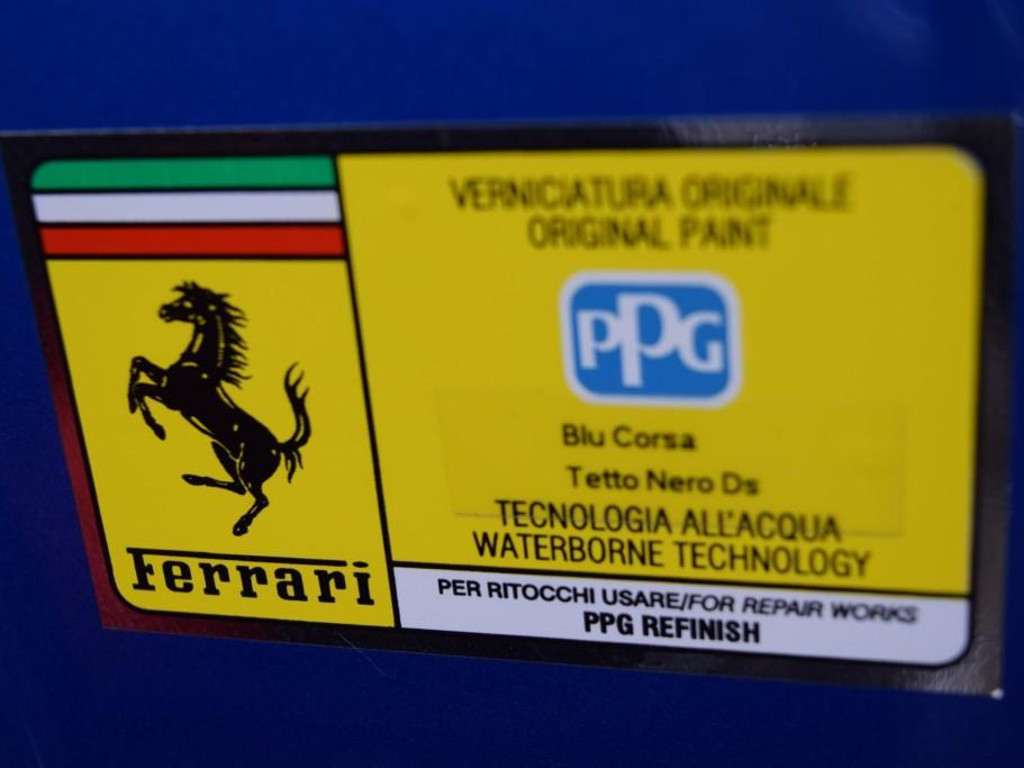 VERNICIATURA ORIGINALE
ORIGINAL PAINT
PPG
Blu Corsa
Tetto Nero Ds
TECNOLOGIA ALL'ACQUA
WATERBORNE TECHNOLOGY
Ferrari
PER RITOCCHI USARE/FOR REPAIR WORKS
PPG REFINISH